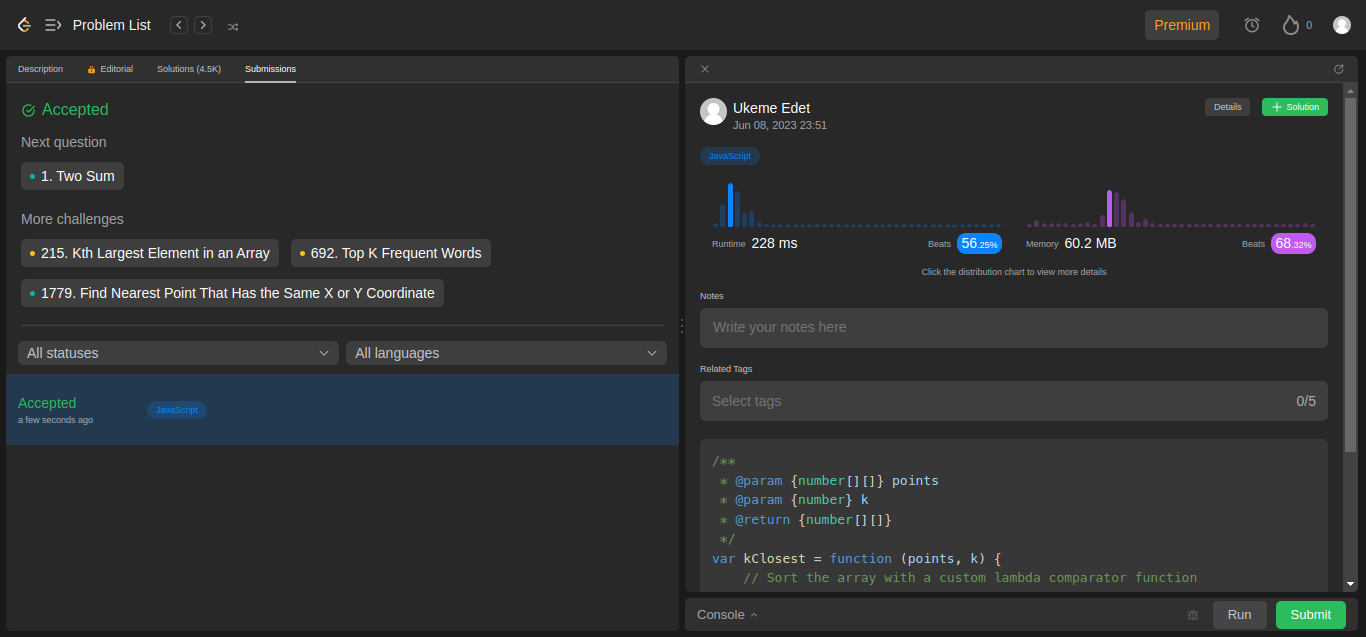 Problem List
Premium
0
Description
Editorial
Solutions (4.5K)
Submissions
Accepted
Next question
1. Two Sum
More challenges
215. Kth Largest Element in an Array
692. Top K Frequent Words
1779. Find Nearest Point That Has the Same X or Y Coordinate
All statuses
All languages
Accepted
a few seconds ago
JavaScript
Ukeme Edet
Jun 08, 2023 23:51
Details
Solution
JavaScript
Runtime 228 ms
Beats 56.25%
Memory 60.2 MB
Beats 68.32%
Click the distribution chart to view more details
Notes
Write your notes here
Related Tags
Select tags
0/5
/**
 * @param {number[][]} points
 * @param {number} k
 * @return {number[][]}
 */
var kClosest = function (points, k) {
    // Sort the array with a custom lambda comparator function
Console
Run
Submit